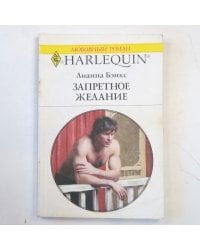 ЛЮБОВНЫЙ РОМАН
HARLEQUIN®
Лианна Бэнкс
ЗАПРЕТНОЕ
ЖЕЛАНИЕ